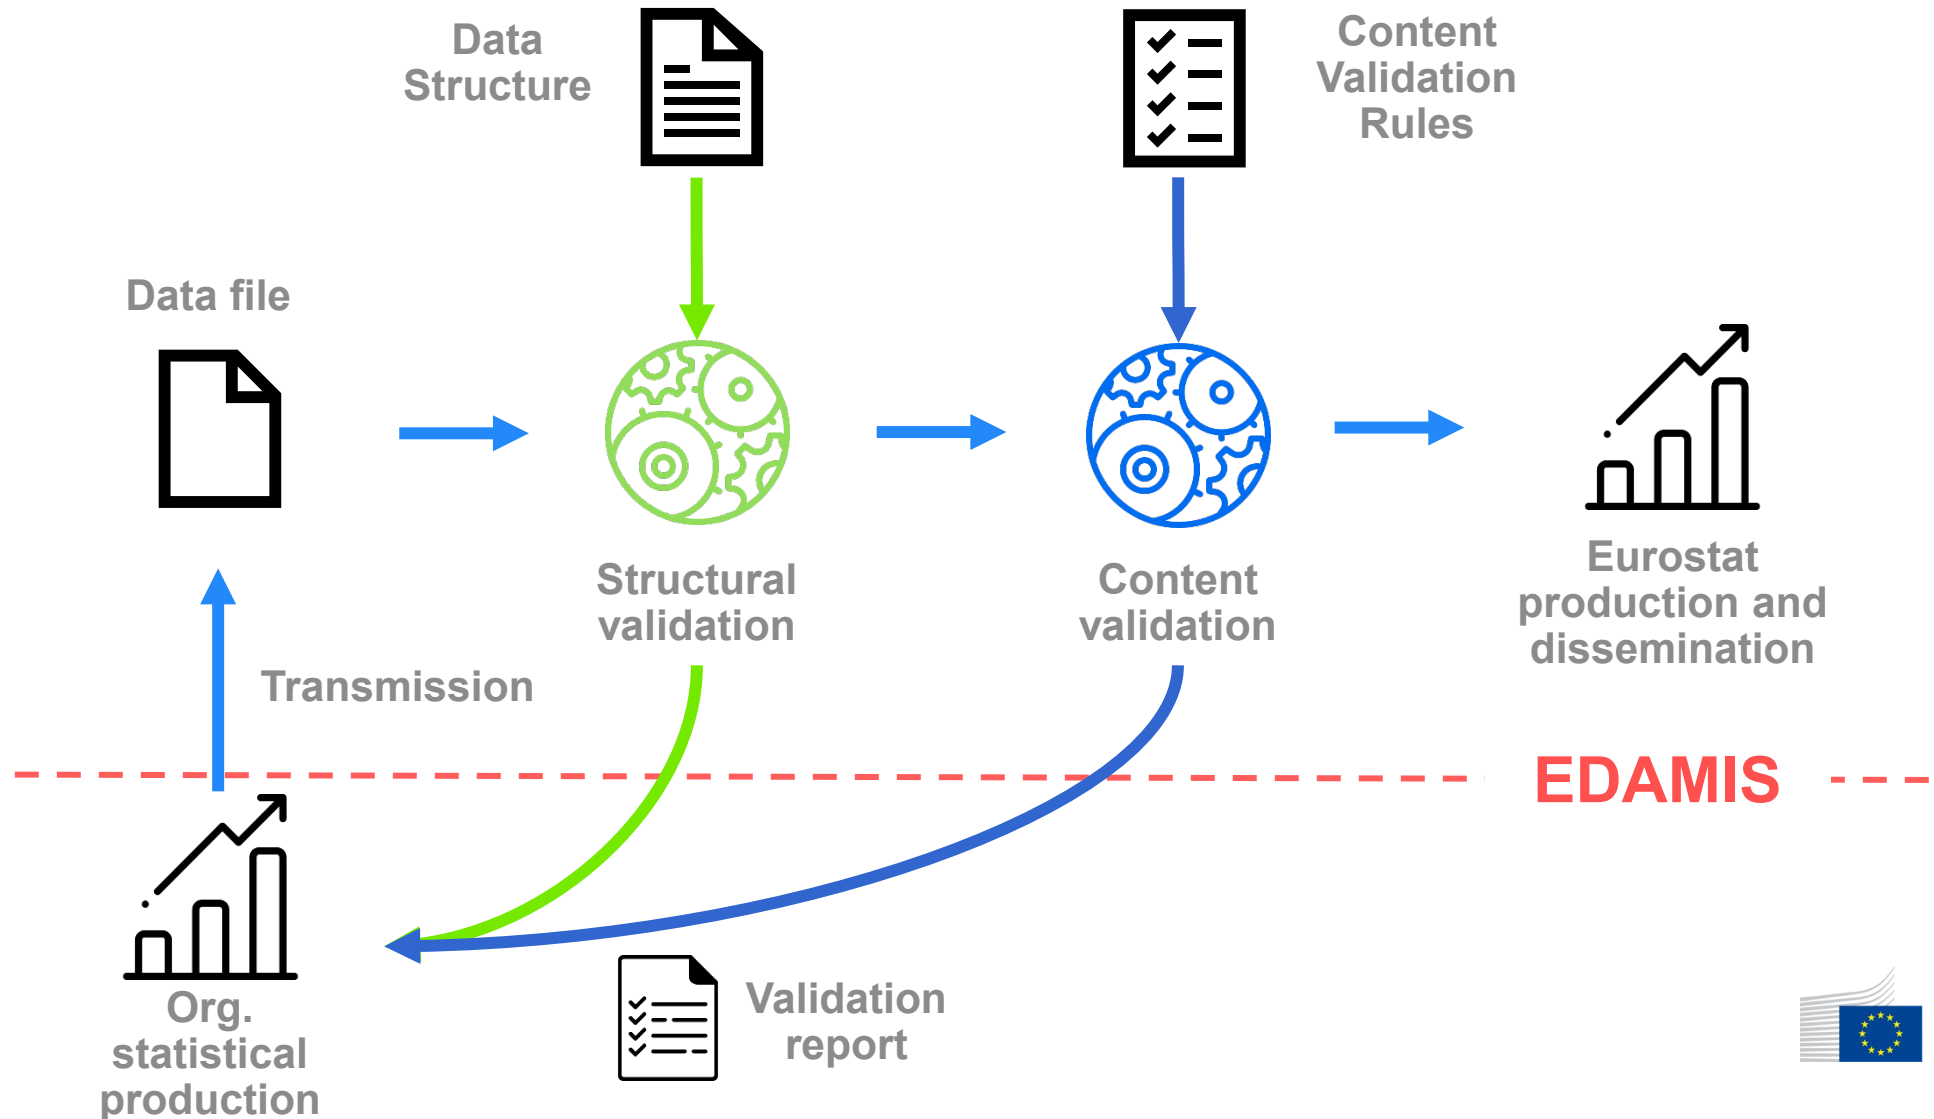 Data
Structure
Content
Validation
Rules
Data file
Structural
validation
Content
validation
Eurostat
production and
dissemination
Transmission
EDAMIS
Org.
statistical
production
Validation
report